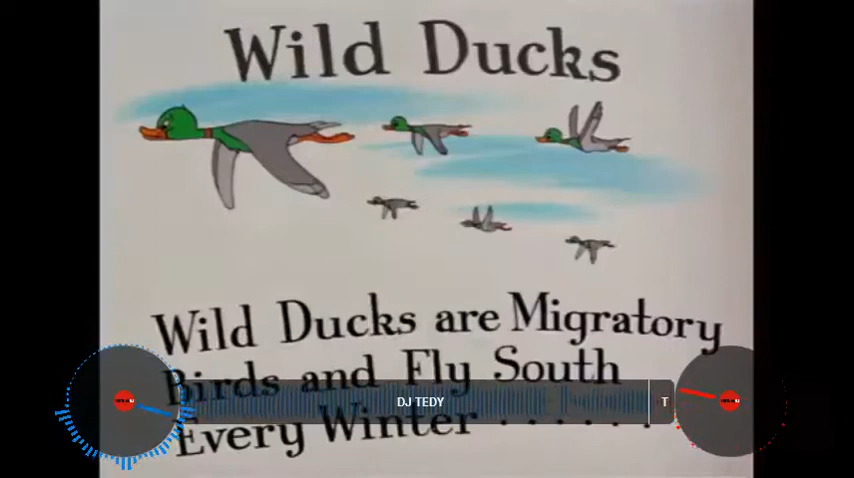 Wild Ducks
Wild Ducks are Migratory
Birds and Fly South
DJ TEDY
T
Every Winter . . . . . .